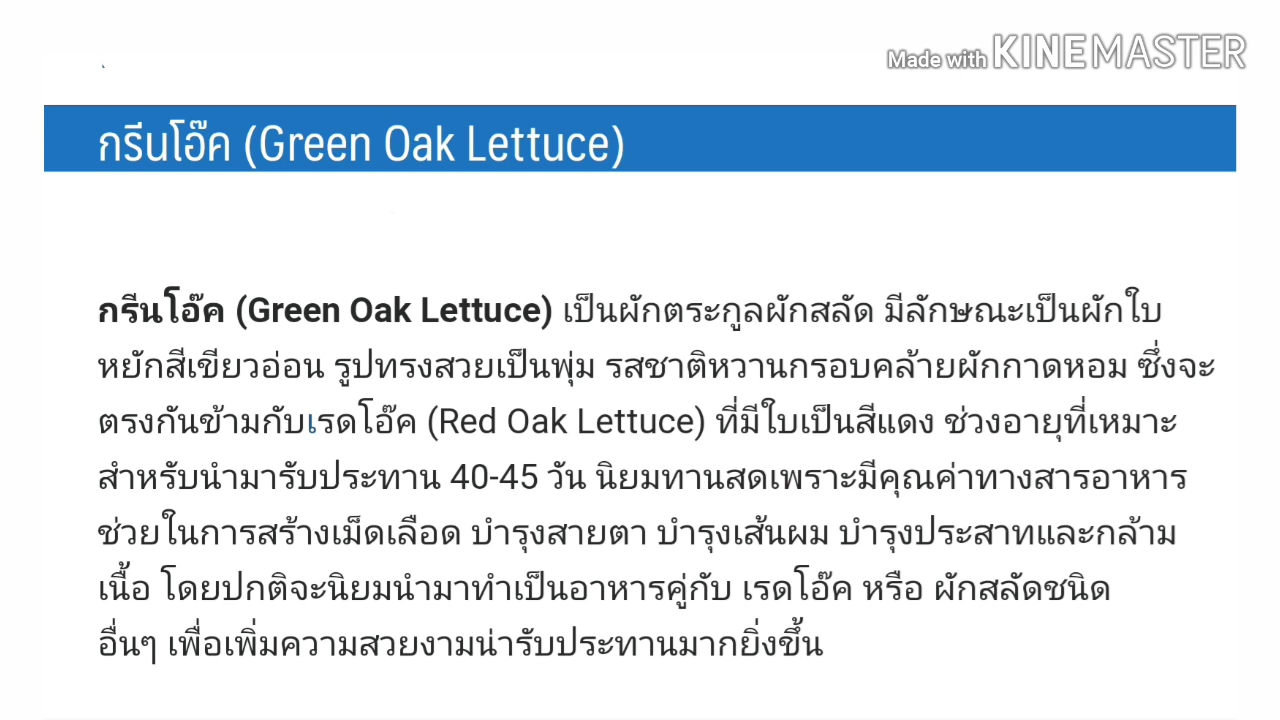 Made with KINEMASTER
กรีนโอ๊ค (Green Oak Lettuce)
กรีนโอ๊ค (Green Oak Lettuce) เป็นผักตระกูลผักสลัด มีลักษณะเป็นผักใบ
หยักสีเขียวอ่อน รูปทรงสวยเป็นพุ่ม รสชาติหวานกรอบคล้ายผักกาดหอม ซึ่งจะ
ตรงกันข้ามกับเรดโอ๊ค (Red Oak Lettuce) ที่มีใบเป็นสีแดง ช่วงอายุที่เหมาะ
สำหรับนำมารับประทาน 40-45 วัน นิยมทานสดเพราะมีคุณค่าทางสารอาหาร
ช่วยในการสร้างเม็ดเลือด บำรุงสายตา บำรุงเส้นผม บำรุงประสาทและกล้าม
เนื้อ โดยปกติจะนิยมนำมาทำเป็นอาหารคู่กับ เรดโอ๊ค หรือ ผักสลัดชนิด
อื่นๆ เพื่อเพิ่มความสวยงามน่ารับประทานมากยิ่งขึ้น